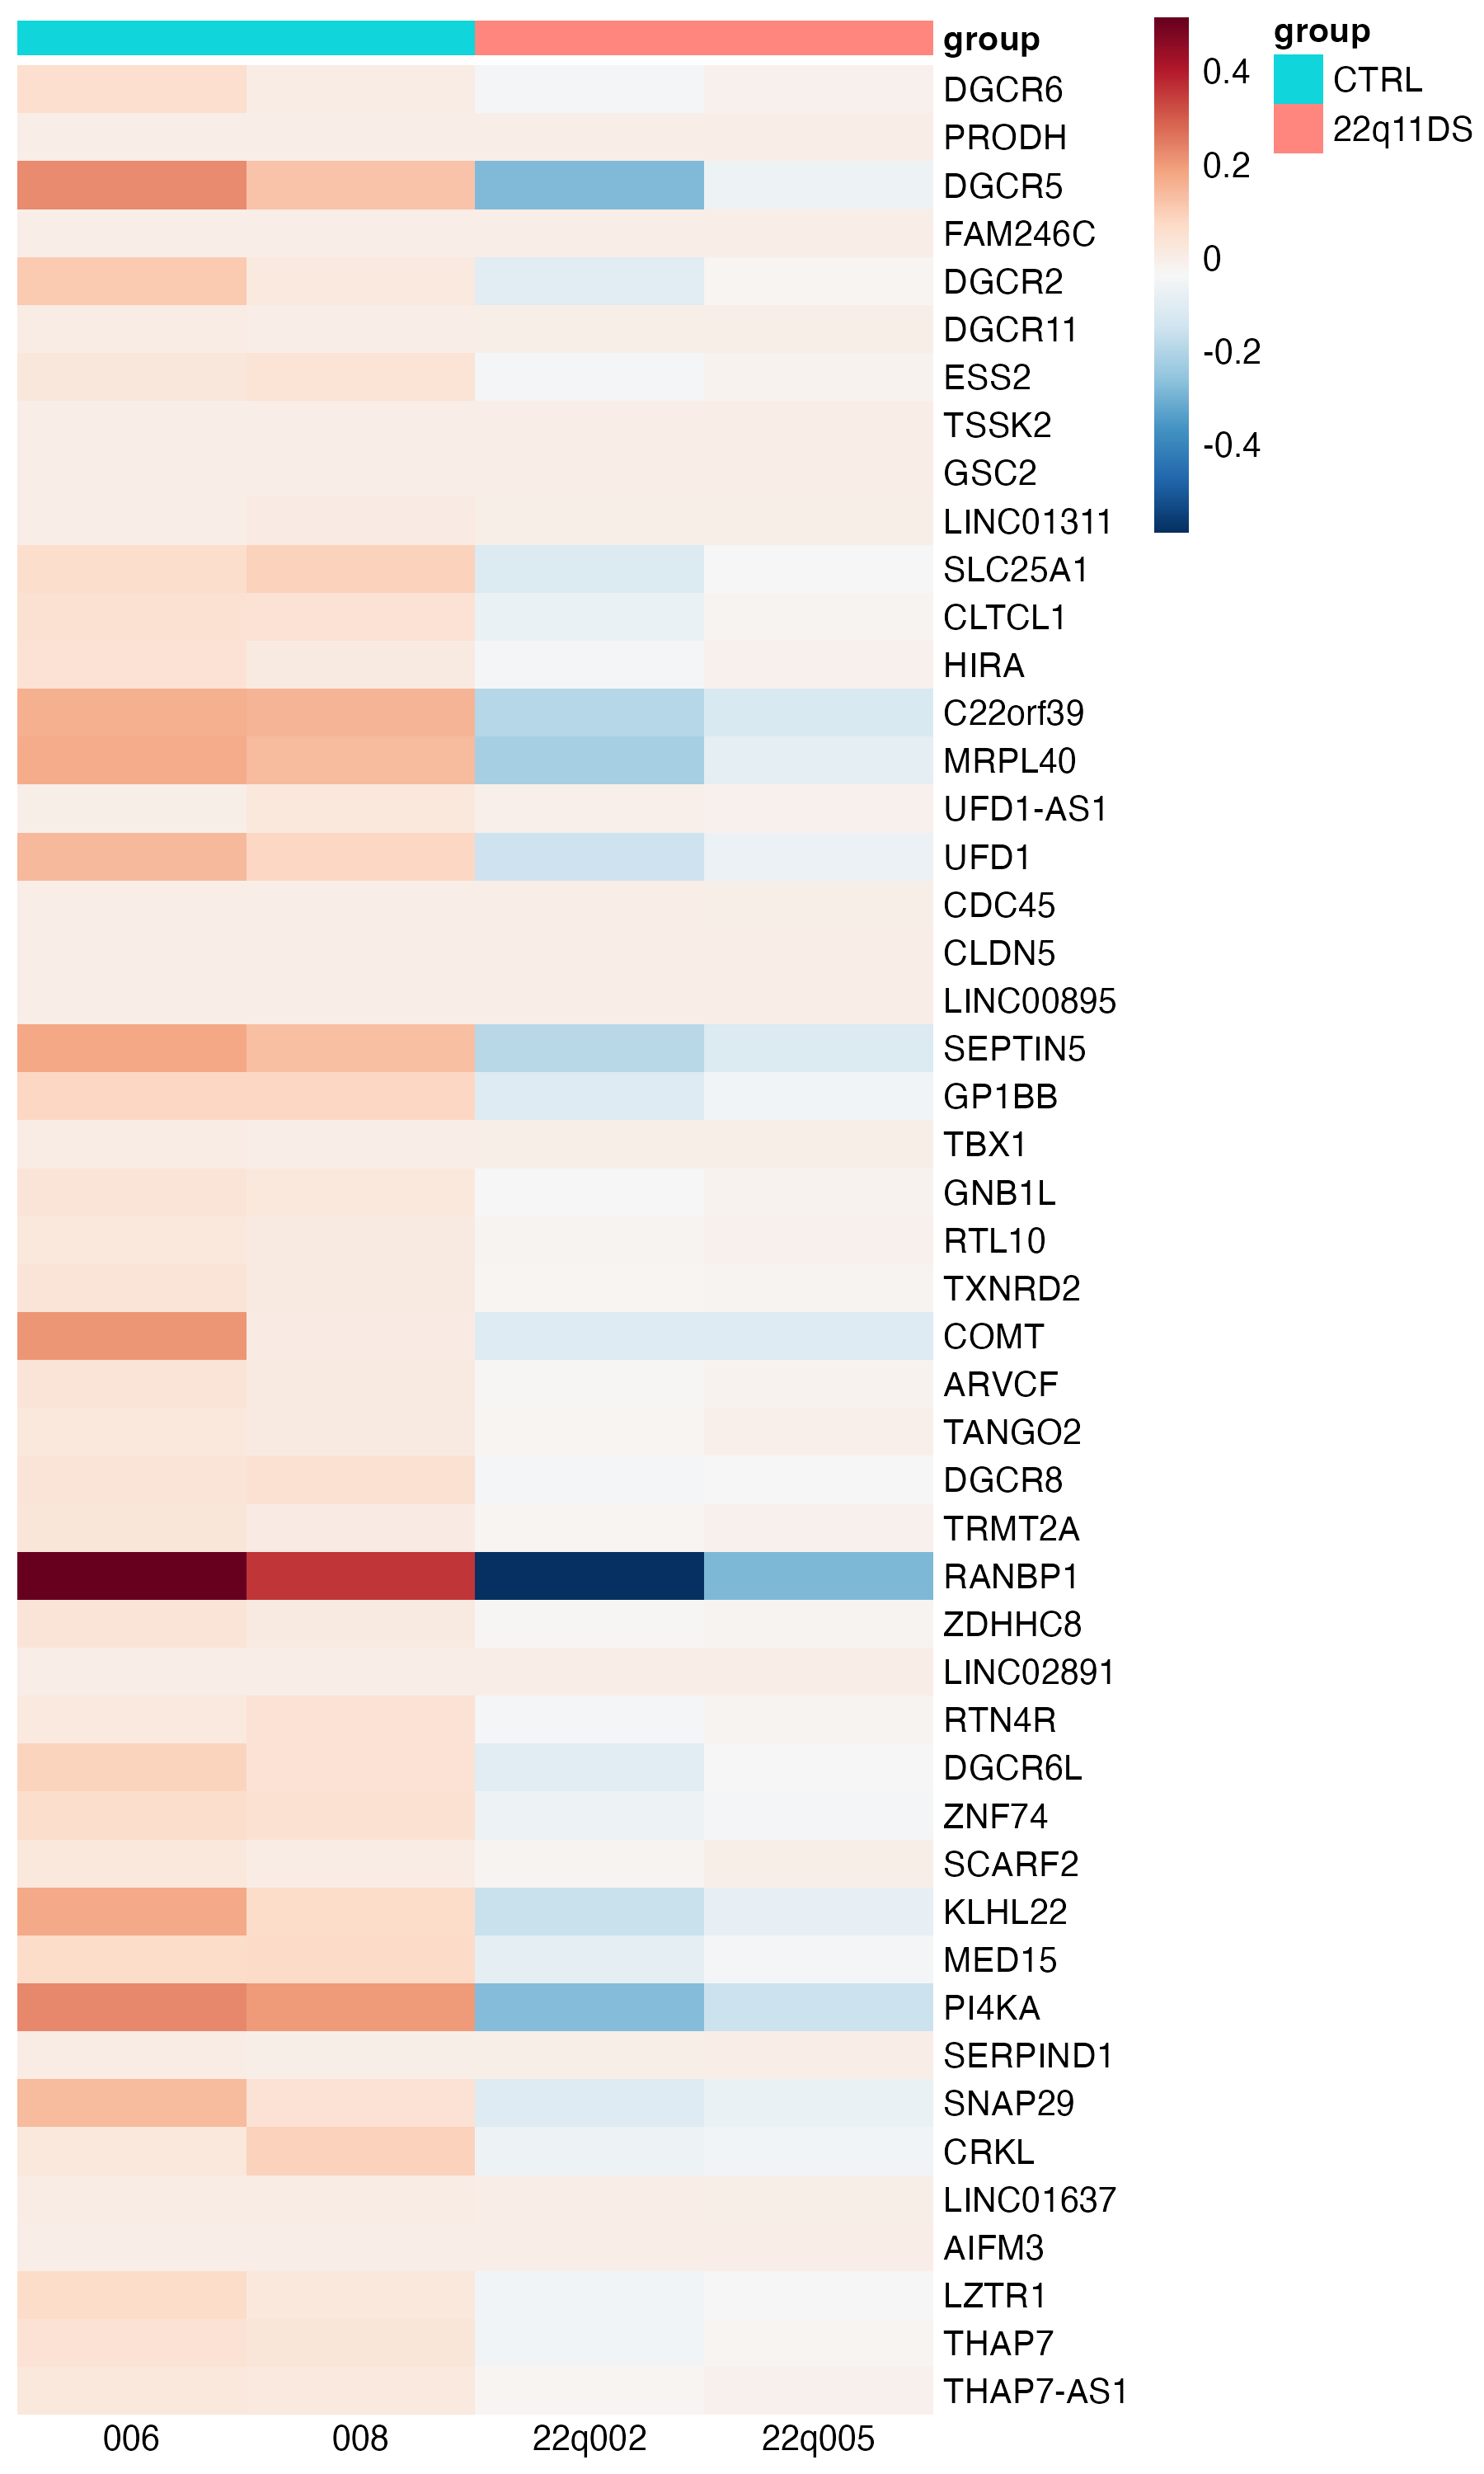 group
DGCR6
PRODH
DGCR5
FAM246C
DGCR2
DGCR11
ESS2
TSSK2
GSC2
LINC01311
SLC25A1
CLTCL1
HIRA
C22orf39
MRPL40
UFD1-AS1
UFD1
CDC45
CLDN5
LINC00895
SEPTIN5
GP1BB
TBX1
GNB1L
RTL10
TXNRD2
COMT
ARVCF
TANGO2
DGCR8
TRMT2A
RANBP1
ZDHHC8
LINC02891
RTN4R
DGCR6L
ZNF74
SCARF2
KLHL22
MED15
PI4KA
SERPIND1
SNAP29
CRKL
LINC01637
AIFM3
LZTR1
THAP7
THAP7-AS1
006 008 22q002 22q005
0.4
0.2
0
-0.2
-0.4
group
CTRL
22q11DS